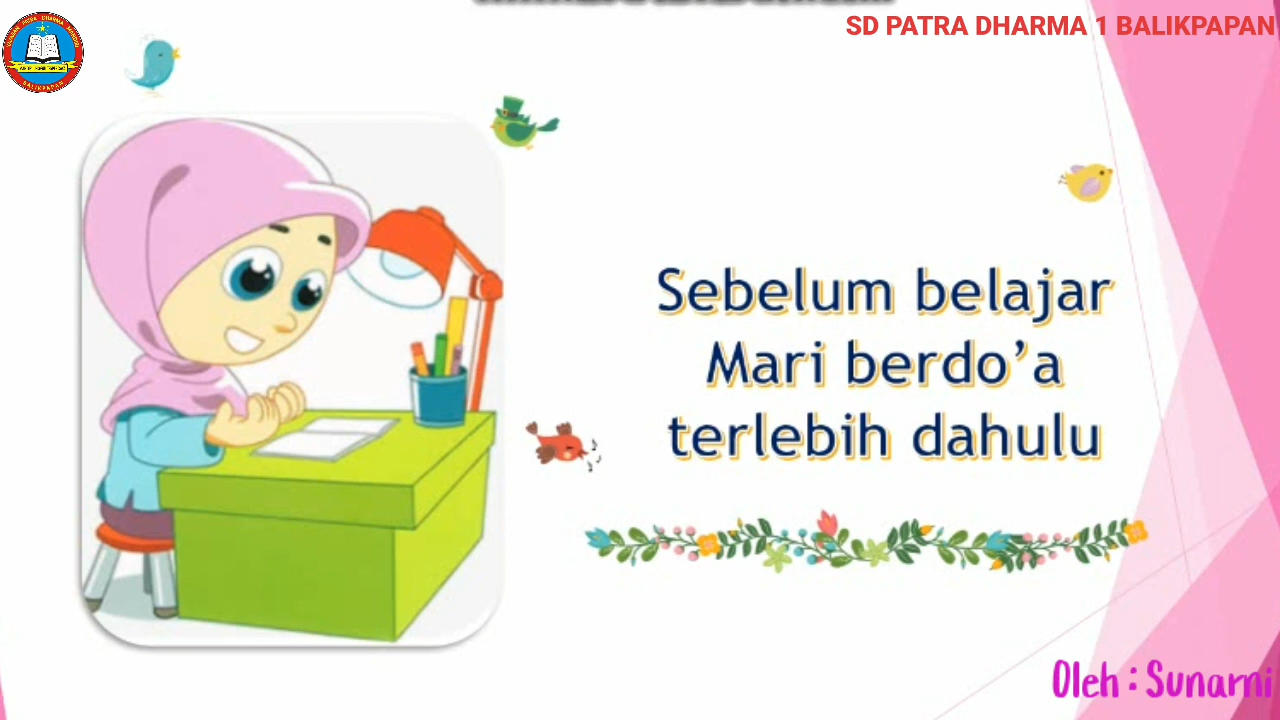 SD PATRA DHARMA 1 BALIKPAPAN
Sebelum belajar
Mari berdo’a
terlebih dahulu
Oleh : Sunarni